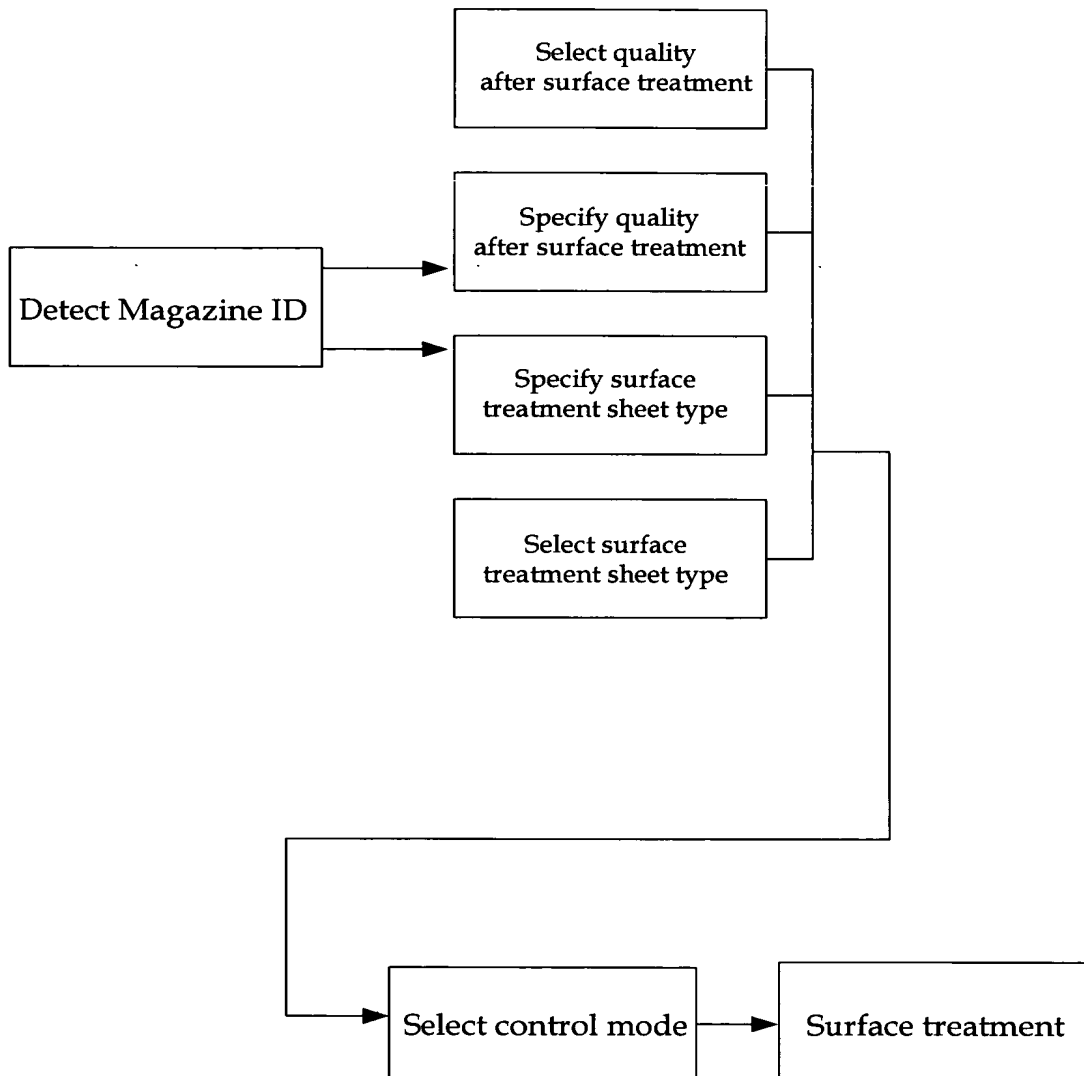 Select quality
after surface treatment
Specify quality
after surface treatment
Detect Magazine ID
Specify surface
treatment sheet type
Select surface
treatment sheet type
Select control mode
Surface treatment